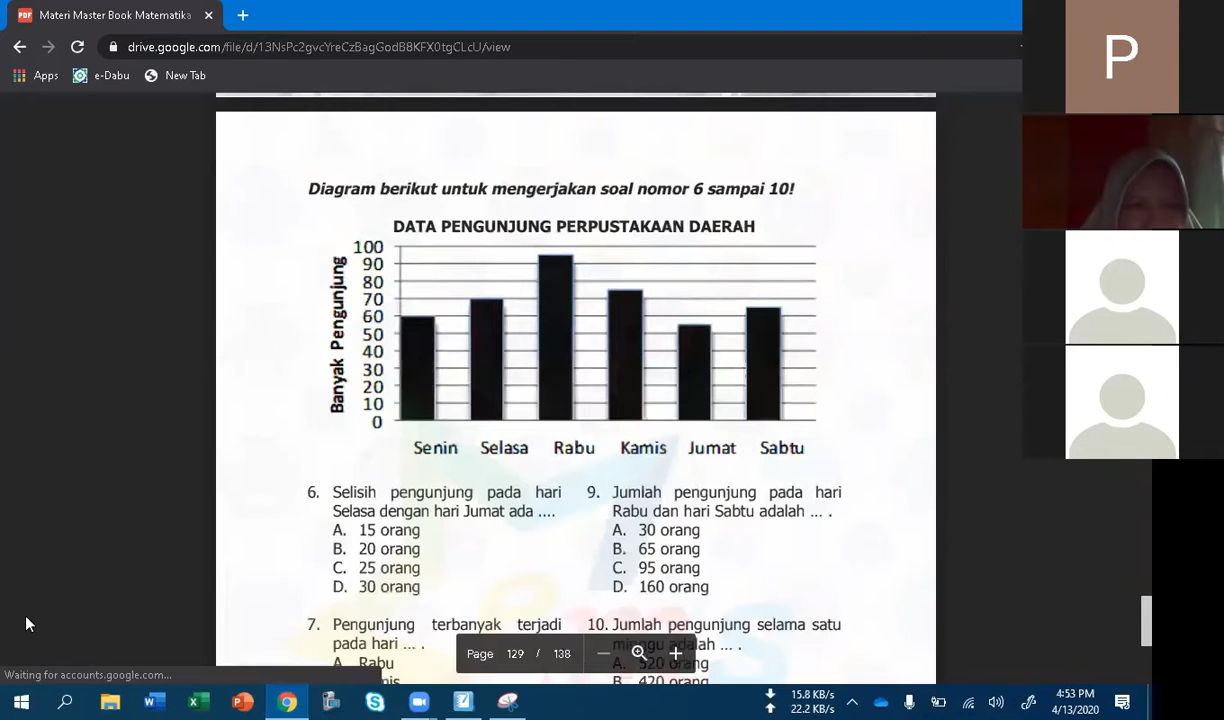 Materi Master Book Matematika
drive.google.com/file/d/13NsPc2gvcYreCzBagGodB8KFX0tgCLcU/view
Apps e-Dabu New Tab
P
Diagram berikut untuk mengerjakan soal nomor 6 sampai 10!
DATA PENGUNJUNG PERPUSTAKAAN DAERAH
Banyak Pengunjung
100
90
80
70
60
50
40
30
20
10
0
Senin Selasa Rabu Kamis Jumat Sabtu
6. Selisih pengunjung pada hari
Selasa dengan hari Jumat ada ....
A. 15 orang
B. 20 orang
C. 25 orang
D. 30 orang
7. Pengunjung terbanyak terjadi
pada hari ... .
A. Rabu
9. Jumlah pengunjung pada hari
Rabu dan hari Sabtu adalah ... .
A. 30 orang
B. 65 orang
C. 95 orang
D. 160 orang
10. Jumlah pengunjung selama satu
minggu adalah ... .
A. 520 orang
B. 420 orang
Page 129 / 138
Waiting for accounts.google.com...
15.8 KB/s
22.2 KB/s
4:53 PM
4/13/2020